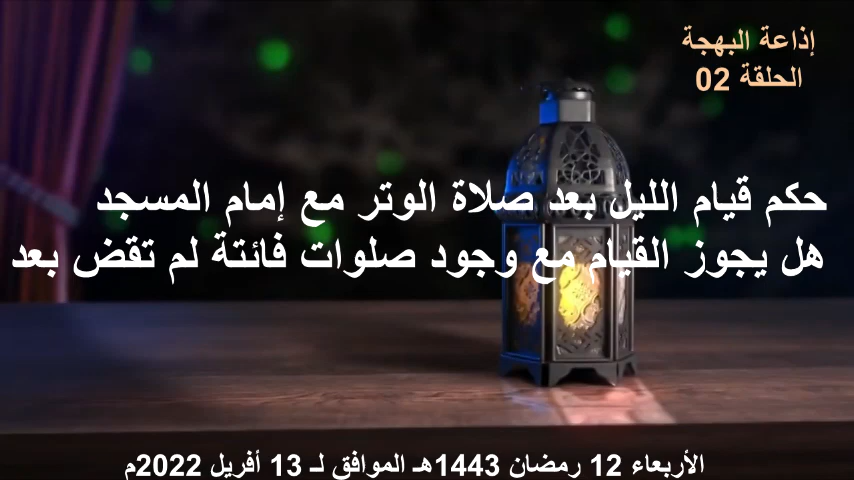 إذاعة البهجة
الحلقة 02
حكم قيام الليل بعد صلاة الوتر مع إمام المسجد
هل يجوز القيام مع وجود صلوات فائتة لم تقض بعد
الأربعاء 12 رمضان 1443هـ الموافق لـ 13 أفريل 2022م